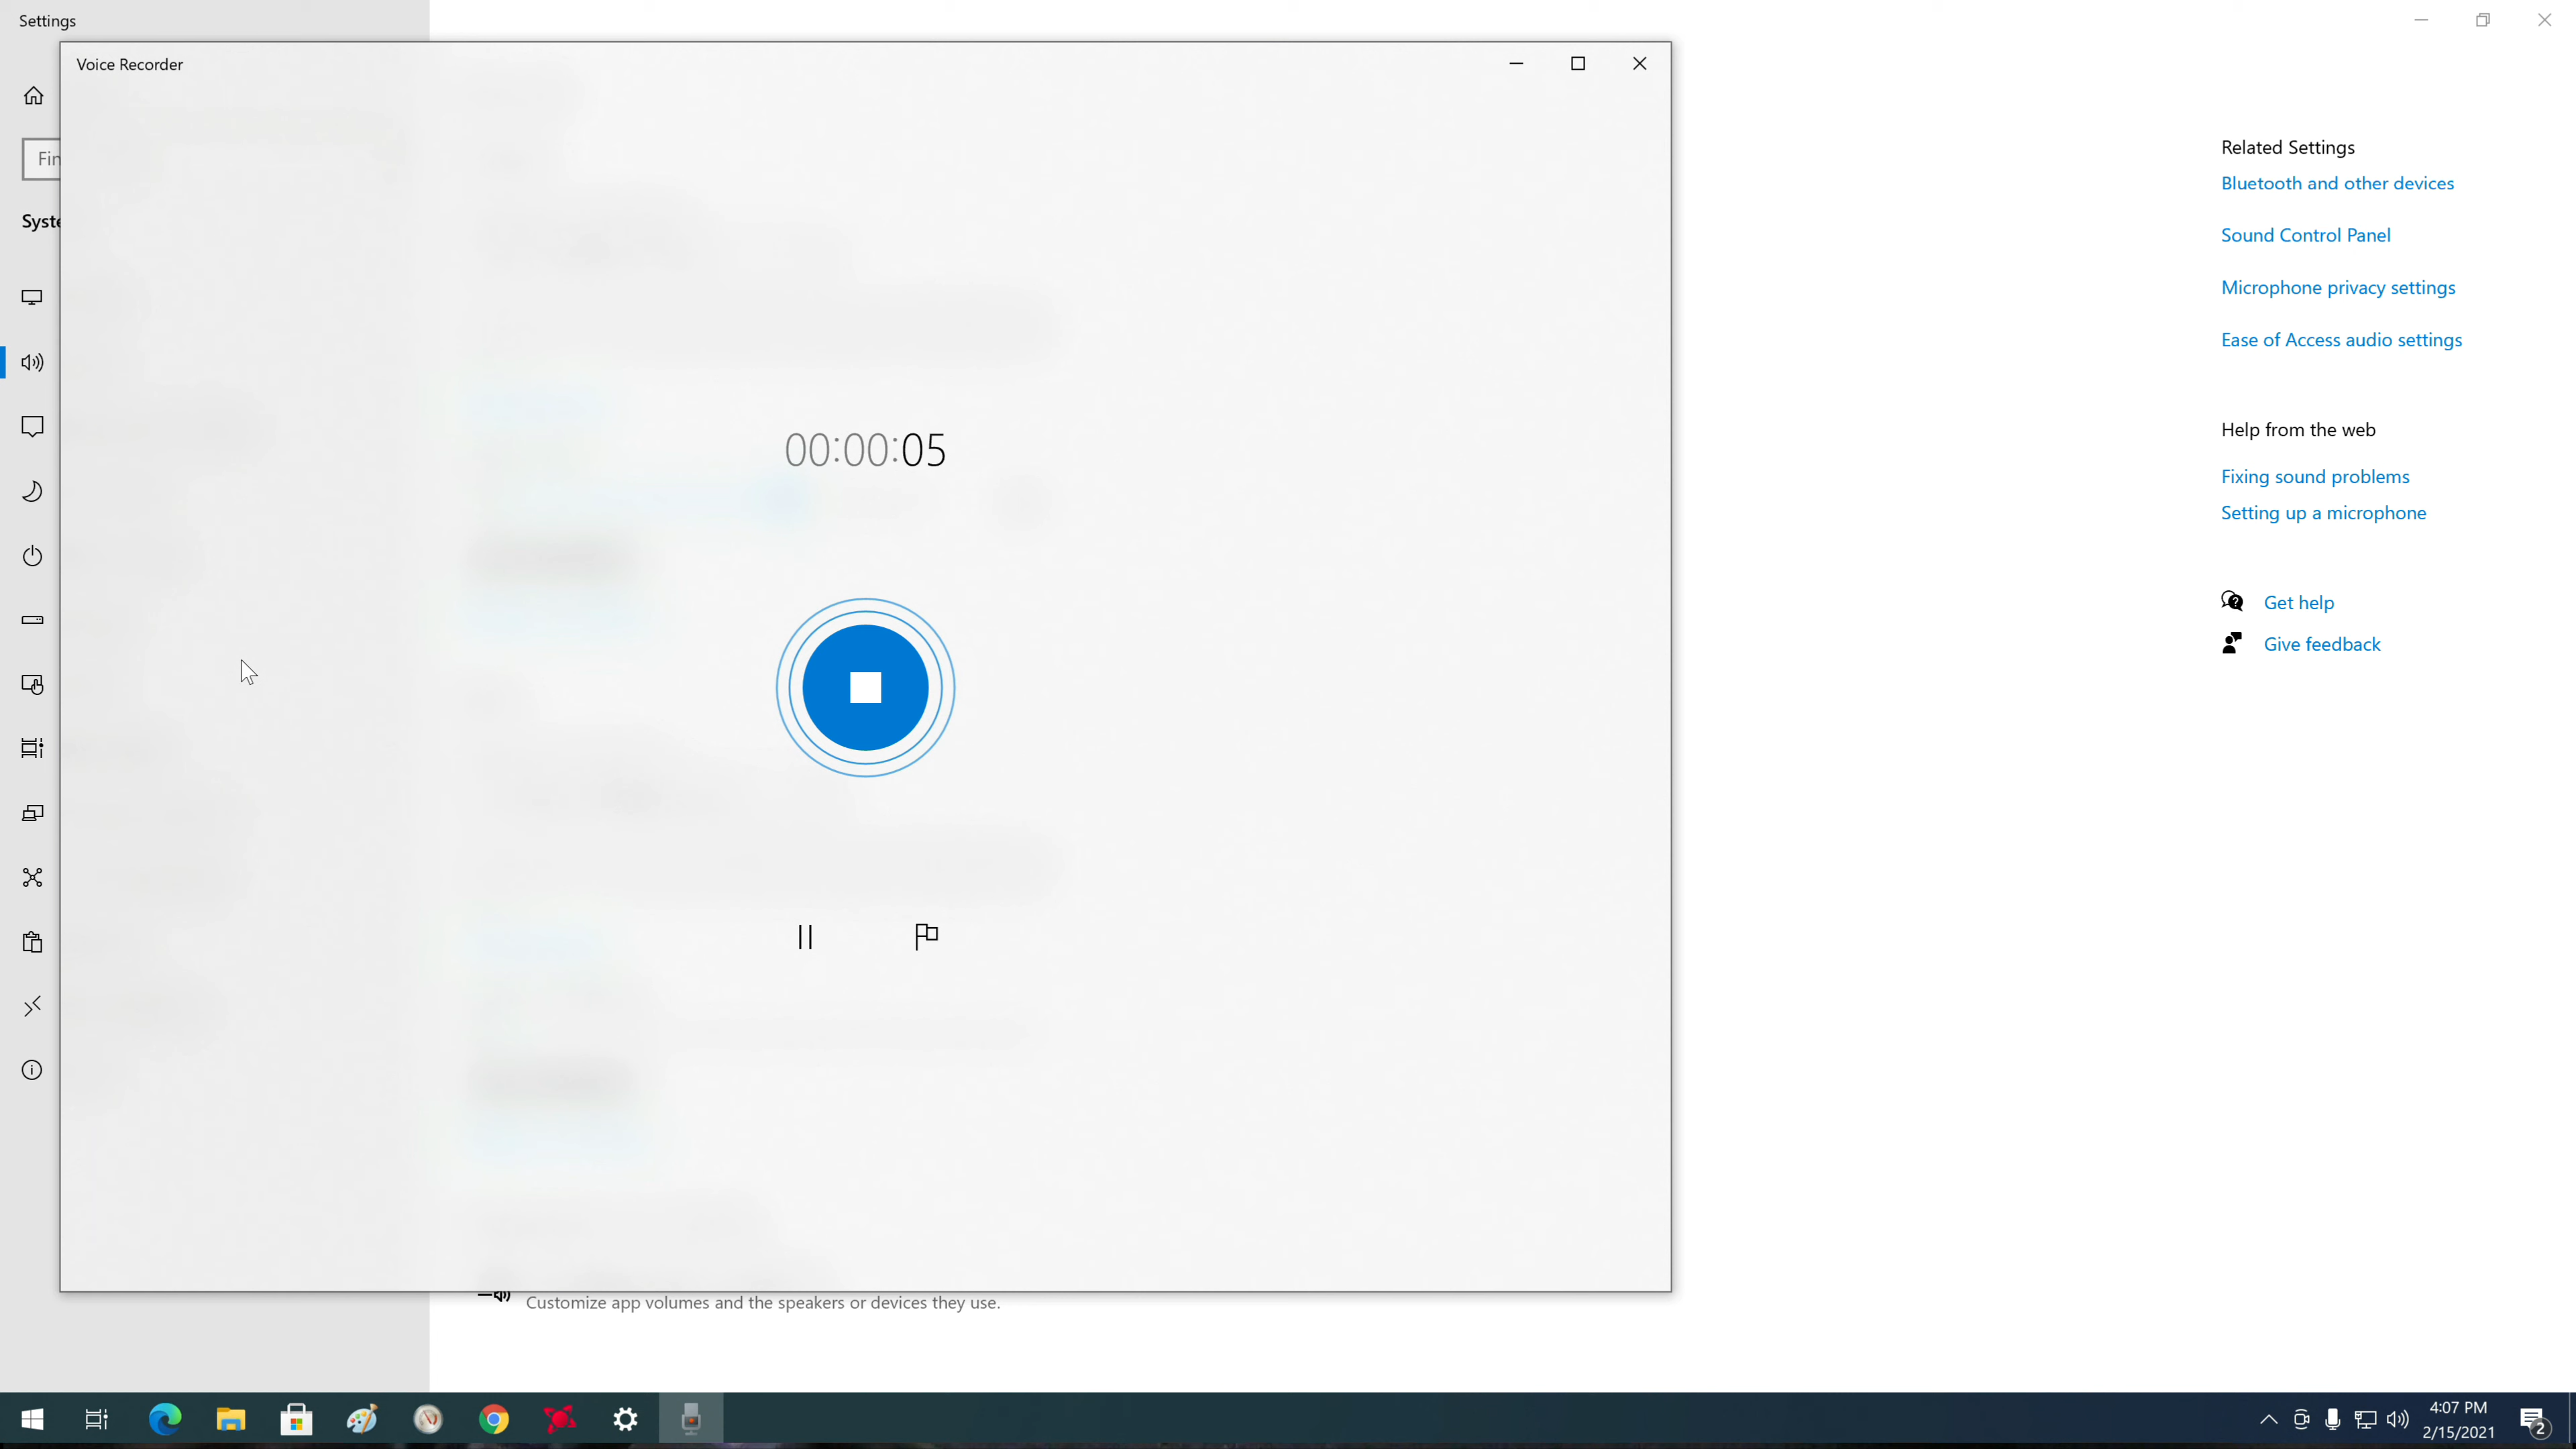 Settings
Voice Recorder
Fin
Syste
00:00:05
Related Settings
Bluetooth and other devices
Sound Control Panel
Microphone privacy settings
Ease of Access audio settings
Help from the web
Fixing sound problems
Setting up a microphone
Get help
Give feedback
Customize app volumes and the speakers or devices they use.
4:07 PM
2/15/2021
2